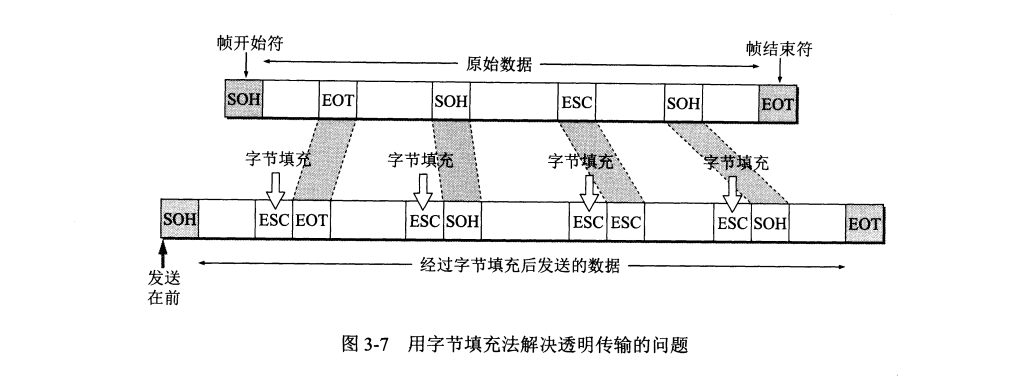 帧开始符
原始数据
帧结束符
SOH EOT SOH ESC SOH EOT
字节填充 字节填充 字节填充 字节填充
SOH ESC EOT ESC SOH ESC ESC ESC SOH EOT
发送
在前
经过字节填充后发送的数据
图 3-7 用字节填充法解决透明传输的问题